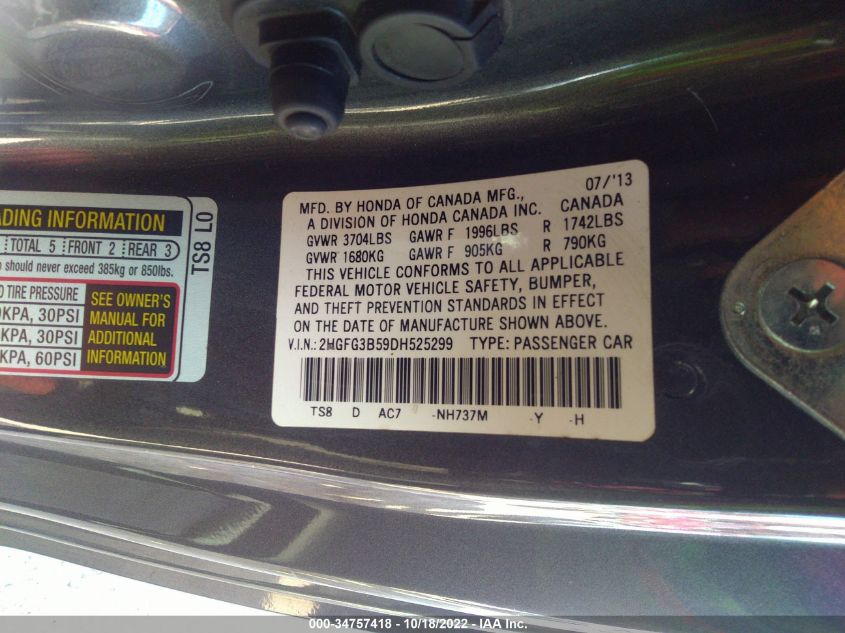 ADING INFORMATION
TOTAL 5 FRONT 2 REAR 3
should never exceed 385kg or 850lbs.
TIRE PRESSURE
KPA, 30PSI
KPA, 30PSI
KPA, 60PSI
SEE OWNER'S
MANUAL FOR
ADDITIONAL
INFORMATION
TS8 L0
07/'13
MFD. BY HONDA OF CANADA MFG.,
A DIVISION OF HONDA CANADA INC. CANADA
GVWR 3704LBS GAWR F 1996LBS R 1742LBS
GVWR 1680KG GAWR F 905KG R 790KG
THIS VEHICLE CONFORMS TO ALL APPLICABLE
FEDERAL MOTOR VEHICLE SAFETY, BUMPER,
AND THEFT PREVENTION STANDARDS IN EFFECT
ON THE DATE OF MANUFACTURE SHOWN ABOVE.
V.I.N.: 2HGFG3B59DH525299 TYPE: PASSENGER CAR
TS8 D AC7 -NH737M -Y -H
000-34757418 - 10/18/2022 - IAA Inc.